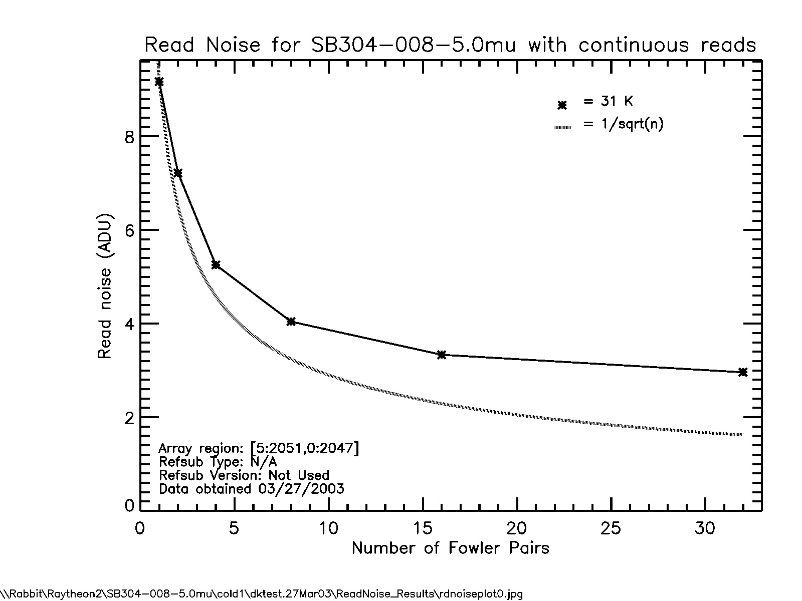 Read Noise for SB304-008-5.0mu with continuous reads
= 31 K
= 1/sqrt(n)
8
6
4
2
0
Read noise (ADU)
Array region: [5:2051,0:2047]
Refsub Type: N/A
Refsub Version: Not Used
Data obtained 03/27/2003
0 5 10 15 20 25 30
Number of Fowler Pairs
\\Rabbit\Raytheon2\SB304-008-5.0mu\cold1\dktest.27Mar03\ReadNoise_Results\rdnoiseplot0.jpg